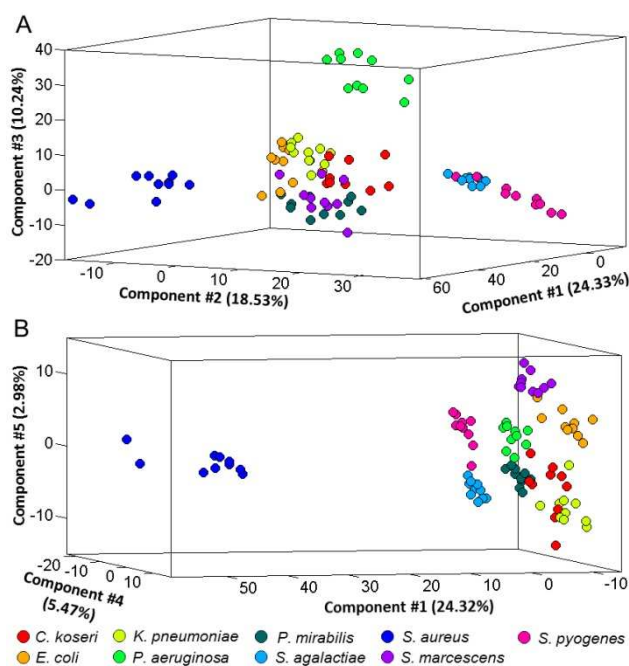 A
Component #3 (10.24%)
40
30
20
10
0
-10
-20
-10
0
10
20
30
Component #2 (18.53%)
60
40
20
0
Component #1 (24.33%)
B
Component #5 (2.98%)
10
0
-10
-20 -10 0 10
Component #4
(5.47%)
50 40 30 20 10 0 -10
Component #1 (24.32%)
C. koseri K. pneumoniae P. mirabilis S. aureus S. pyogenes
E. coli P. aeruginosa S. agalactiae S. marcescens